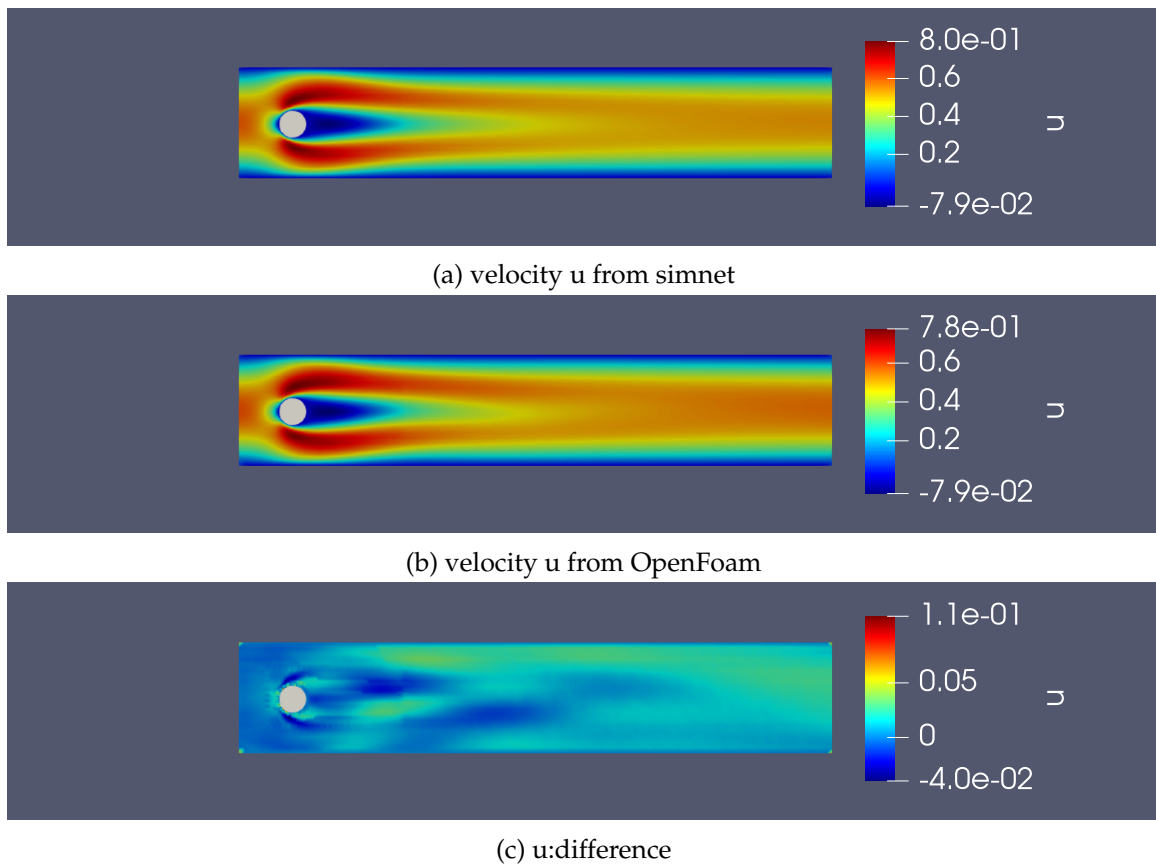 8.0e-01
0.6
0.4
0.2
-7.9e-02
u
(a) velocity u from simnet
7.8e-01
0.6
0.4
0.2
-7.9e-02
u
(b) velocity u from OpenFoam
1.1e-01
0.05
0
-4.0e-02
u
(c) u:difference